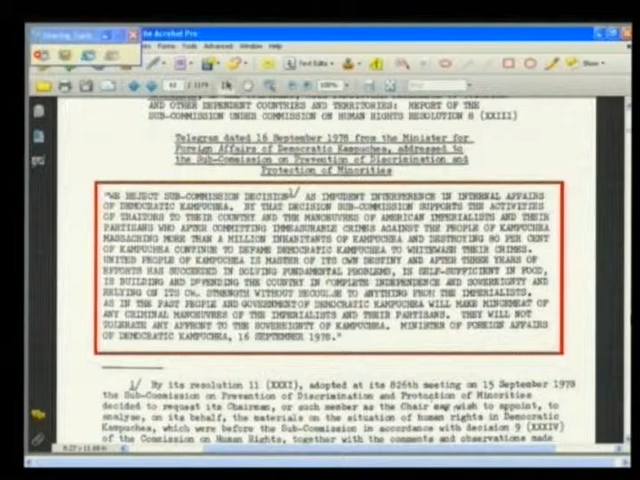 be Acrobat Pro
Forms Tools Advanced Window Help
Text Edits
Show
100%
AND OTHER DEPENDENT COUNTRIES AND TERRITORIES: REPORT OF THE
SUB-COMMISSION UNDER COMMISSION ON HUMAN RIGHTS RESOLUTION 8 (XXIII)
Telegram dated 16 September 1978 from the Minister for
Foreign Affairs of Democratic Kampuchea, addressed to
the Sub-Commission on Prevention of Discrimination and
Protection of Minorities
"WE REJECT SUB-COMMISSION DECISION 1/ AS IMPUDENT INTERFERENCE IN INTERNAL AFFAIRS
OF DEMOCRATIC KAMPUCHEA. BY THAT DECISION SUB-COMMISSION SUPPORTS THE ACTIVITIES
OF TRAITORS TO THEIR COUNTRY AND THE MANOEUVRES OF AMERICAN IMPERIALISTS AND THEIR
PARTISANS WHO AFTER COMMITTING IMMEASURABLE CRIMES AGAINST THE PEOPLE OF KAMPUCHEA
MASSACHING MORE THAN A MILLION INHABITANTS OF KAMPUCHEA AND DESTROYING 80 PER CENT
OF KAMPUCHEA CONTINUE TO DEFAME DEMOCRATIC KAMPUCHEA TO WHITEWASH THEIR CRIMES.
UNITED PEOPLE OF KAMPUCHEA IS MASTER OF ITS OWN DESTINY AND AFTER THREE YEARS OF
EFFORTS HAS SUCCEEDED IN SOLVING FUNDAMENTAL PROBLEMS, IS SELF-SUFFICIENT IN FOOD,
IS BUILDING AND DEFENDING THE COUNTRY IN COMPLETE INDEPENDENCE AND SOVEREIGNTY AND
RELYING ON ITS OWN STRENGTH WITHOUT RECOURSE TO ANYTHING FROM THE IMPERIALISTS.
AS IN THE PAST PEOPLE AND GOVERNMENT OF DEMOCRATIC KAMPUCHEA WILL MAKE MINCEMEAT OF
ANY CRIMINAL MANOEUVRES OF THE IMPERIALISTS AND THEIR PARTISANS. THEY WILL NOT
TOLERATE ANY AFFRONT TO THE SOVEREIGNTY OF KAMPUCHEA. MINISTER OF FOREIGN AFFAIRS
OF DEMOCRATIC KAMPUCHEA, 16 SEPTEMBER 1978."
1/ By its resolution 11 (XXXI), adopted at its 826th meeting on 15 September 1978
the Sub-Commission on Prevention of Discrimination and Protection of Minorities
decided to request its Chairman, or such member as the Chair may wish to appoint, to
analyse, on its behalf, the materials on the situation of human rights in Democratic
Kampuchea, which were before the Sub-Commission in accordance with decision 9 (XXXIV)
of the Commission on Human Rights, together with the comments and observations made